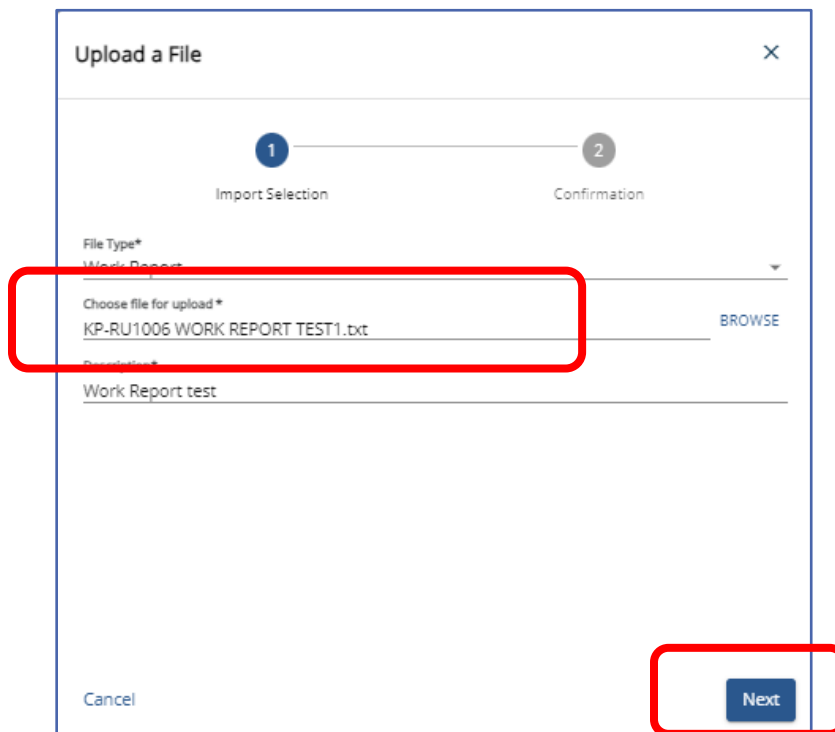 Upload a File
1
2
Import Selection
Confirmation
File Type*
Work Report
Choose file for upload *
KP-RU1006 WORK REPORT TEST1.txt
BROWSE
Description*
Work Report test
Cancel
Next